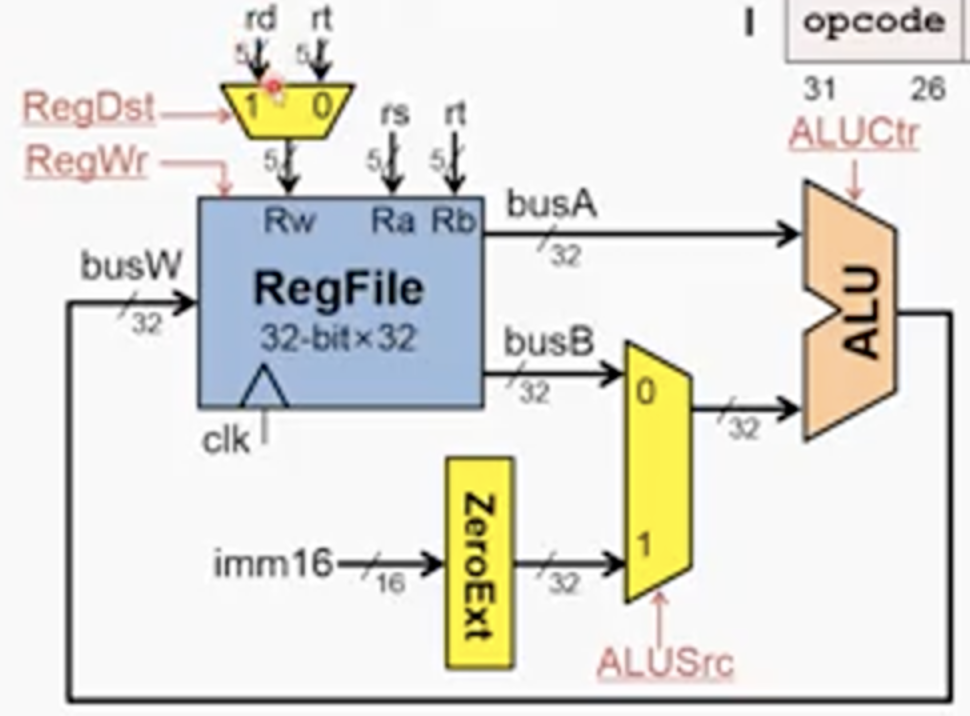 rd rt
I opcode
5 5
31 26
RegDst 1 0
rs rt
ALUCtr
RegWr
5 5 5
Rw Ra Rb
busA
32
busW
32
RegFile
32-bit×32
ALU
busB
32
0
32
clk
ZeroExt
imm16
16
32
1
ALUSrc